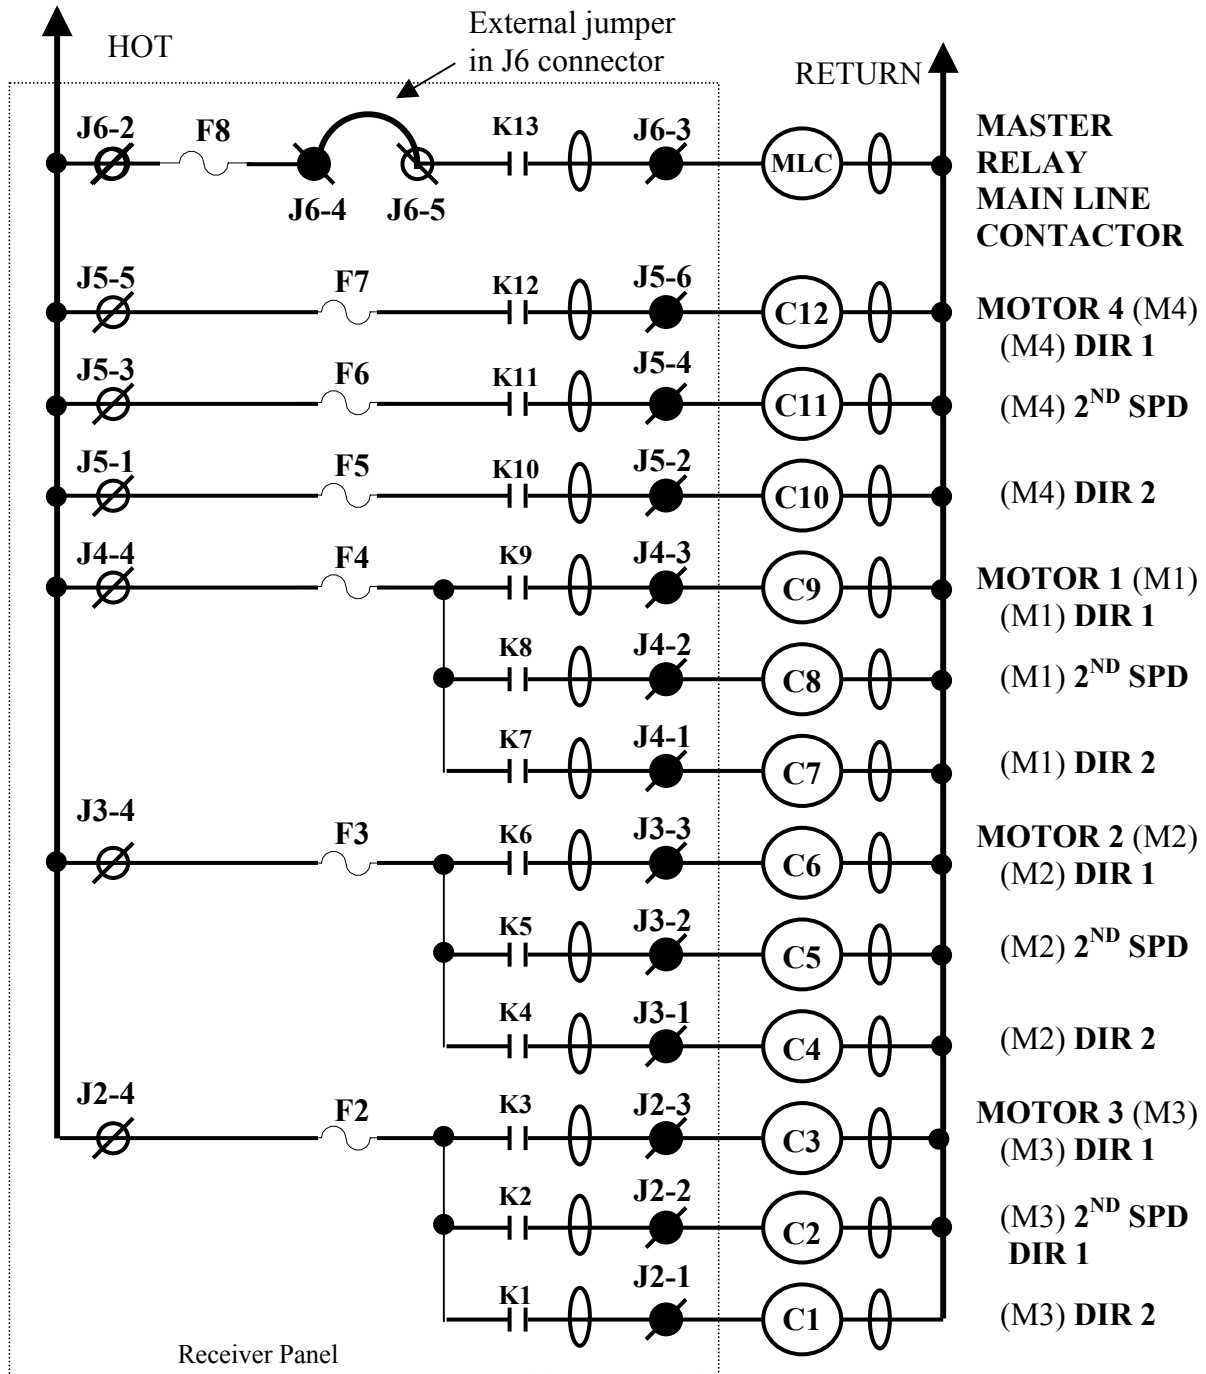 HOT
External jumper
in J6 connector
RETURN
J6-2
F8
J6-4
J6-5
K13
J6-3
MLC
MASTER
RELAY
MAIN LINE
CONTACTOR
J5-5
F7
K12
J5-6
C12
MOTOR 4 (M4)
(M4) DIR 1
J5-3
F6
K11
J5-4
C11
(M4) 2ND SPD
J5-1
F5
K10
J5-2
C10
(M4) DIR 2
J4-4
F4
K9
J4-3
C9
MOTOR 1 (M1)
(M1) DIR 1
K8
J4-2
C8
(M1) 2ND SPD
K7
J4-1
C7
(M1) DIR 2
J3-4
F3
K6
J3-3
C6
MOTOR 2 (M2)
(M2) DIR 1
K5
J3-2
C5
(M2) 2ND SPD
K4
J3-1
C4
(M2) DIR 2
J2-4
F2
K3
J2-3
C3
MOTOR 3 (M3)
(M3) DIR 1
K2
J2-2
C2
(M3) 2ND SPD
DIR 1
K1
J2-1
C1
(M3) DIR 2
Receiver Panel